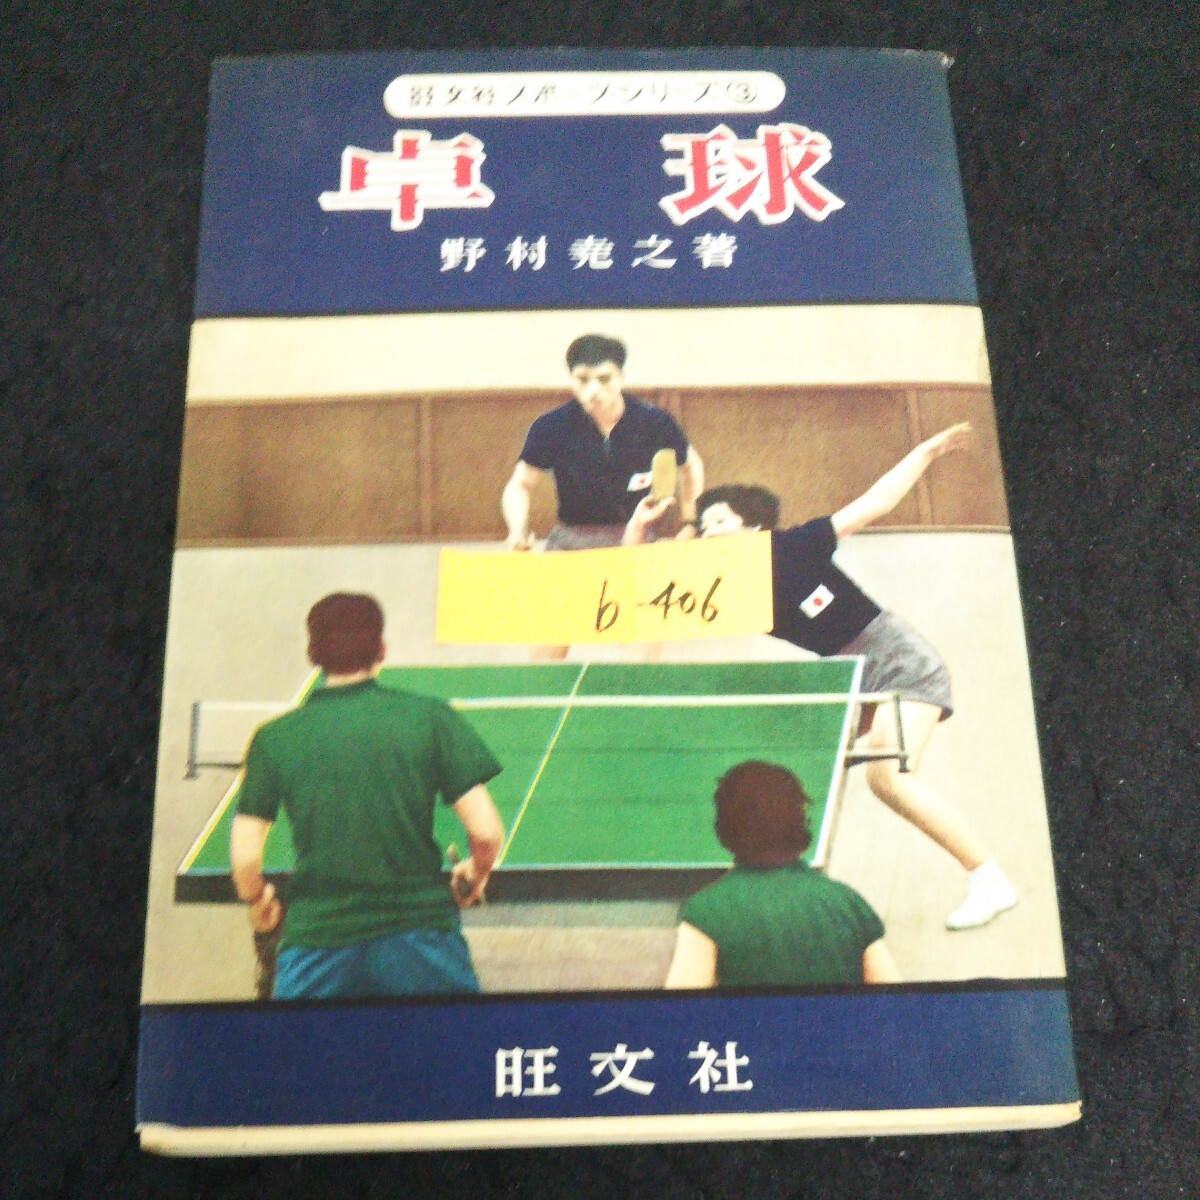 旺文社スポーツシリーズ③
卓球
野村堯之著
b-406
旺文社